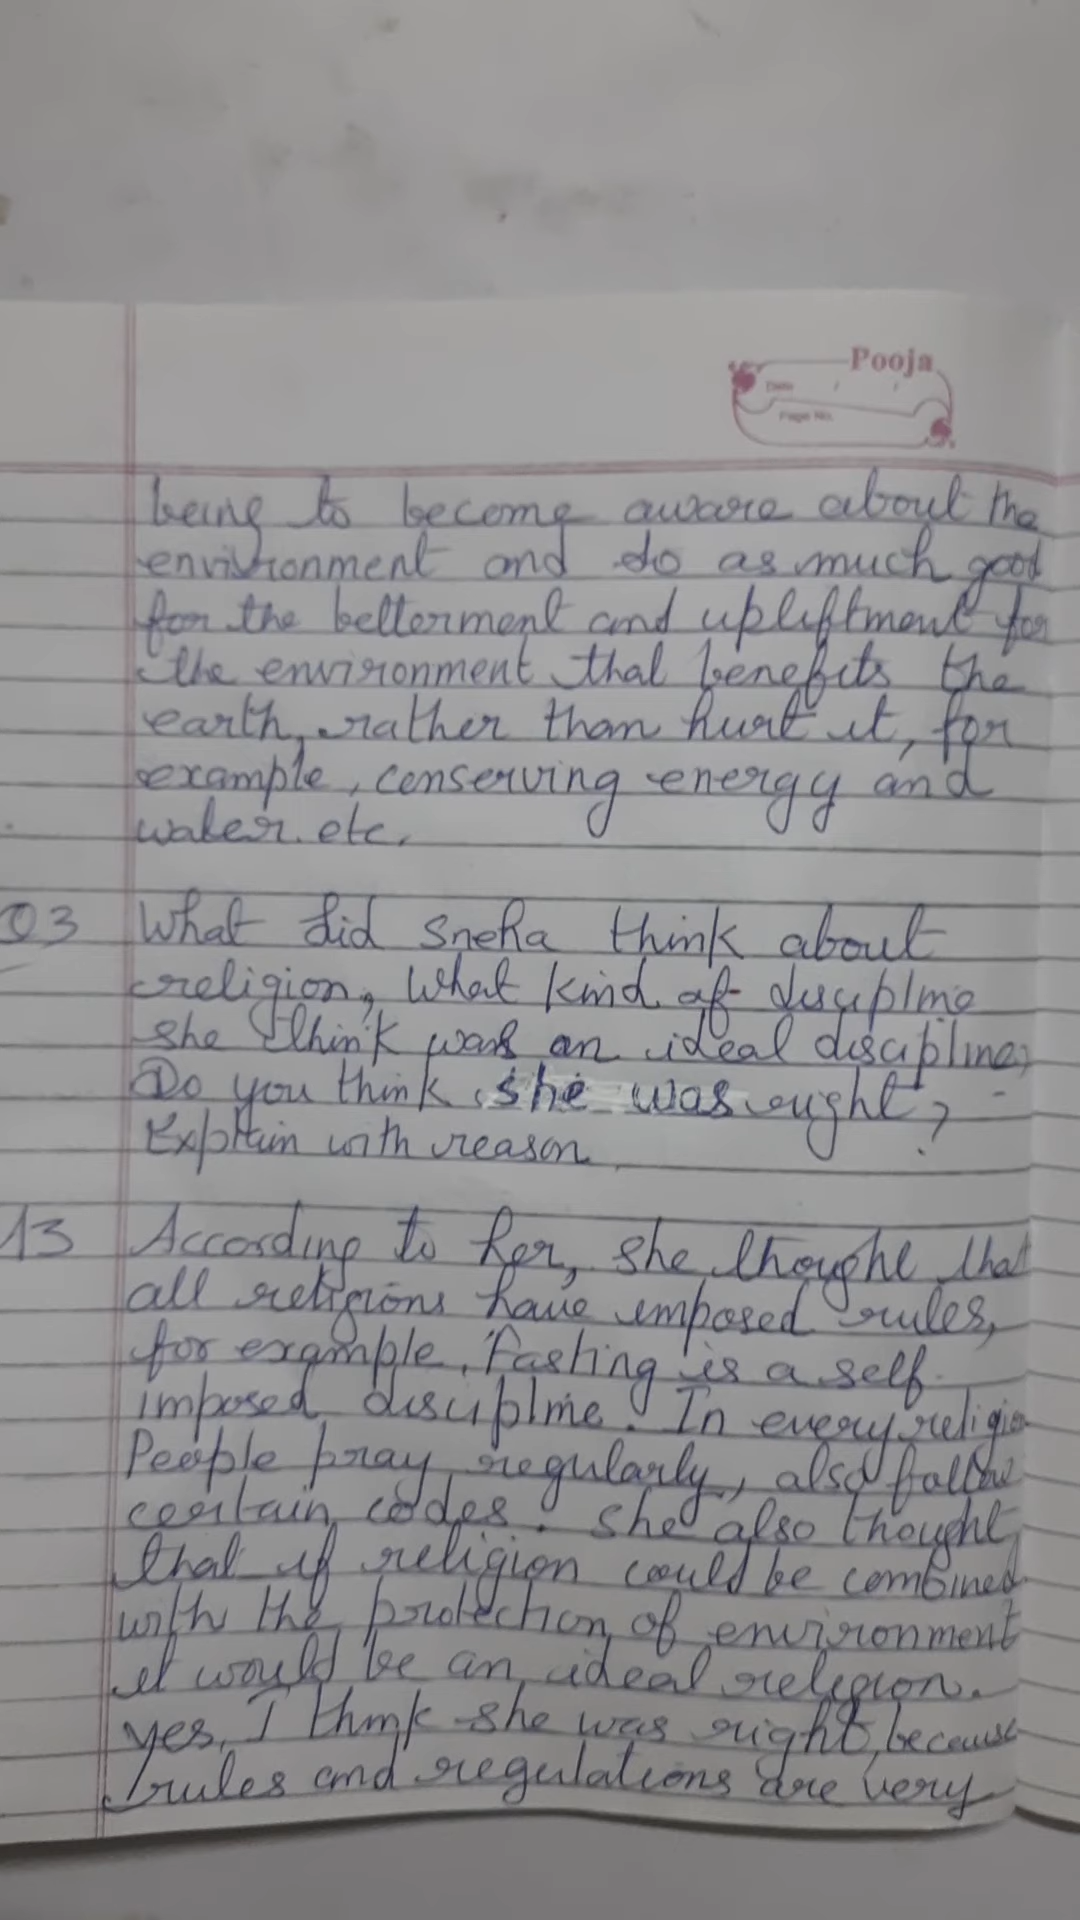 Pooja
Date / /
Page No.
being to become aware about the
environment and do as much good
for the betterment and upliftment for
the environment that benefits the
earth, rather than hurt it, for
example, conserving energy and
water. etc.
Q3 What did Sneha think about
religion, What kind of discipline
she think was an ideal discipline,
Do you think she was right,?
Explain with reason
A3 According to her, she thought that
all religions have imposed rules,
for example, Fasting is a self-
imposed discipline. In every religion
People pray regularly, also follow
certain codes. She also thought
that if religion could be combined
with the protection of environment
it would be an ideal religion.
yes, I think she was right, because
rules and regulations are very